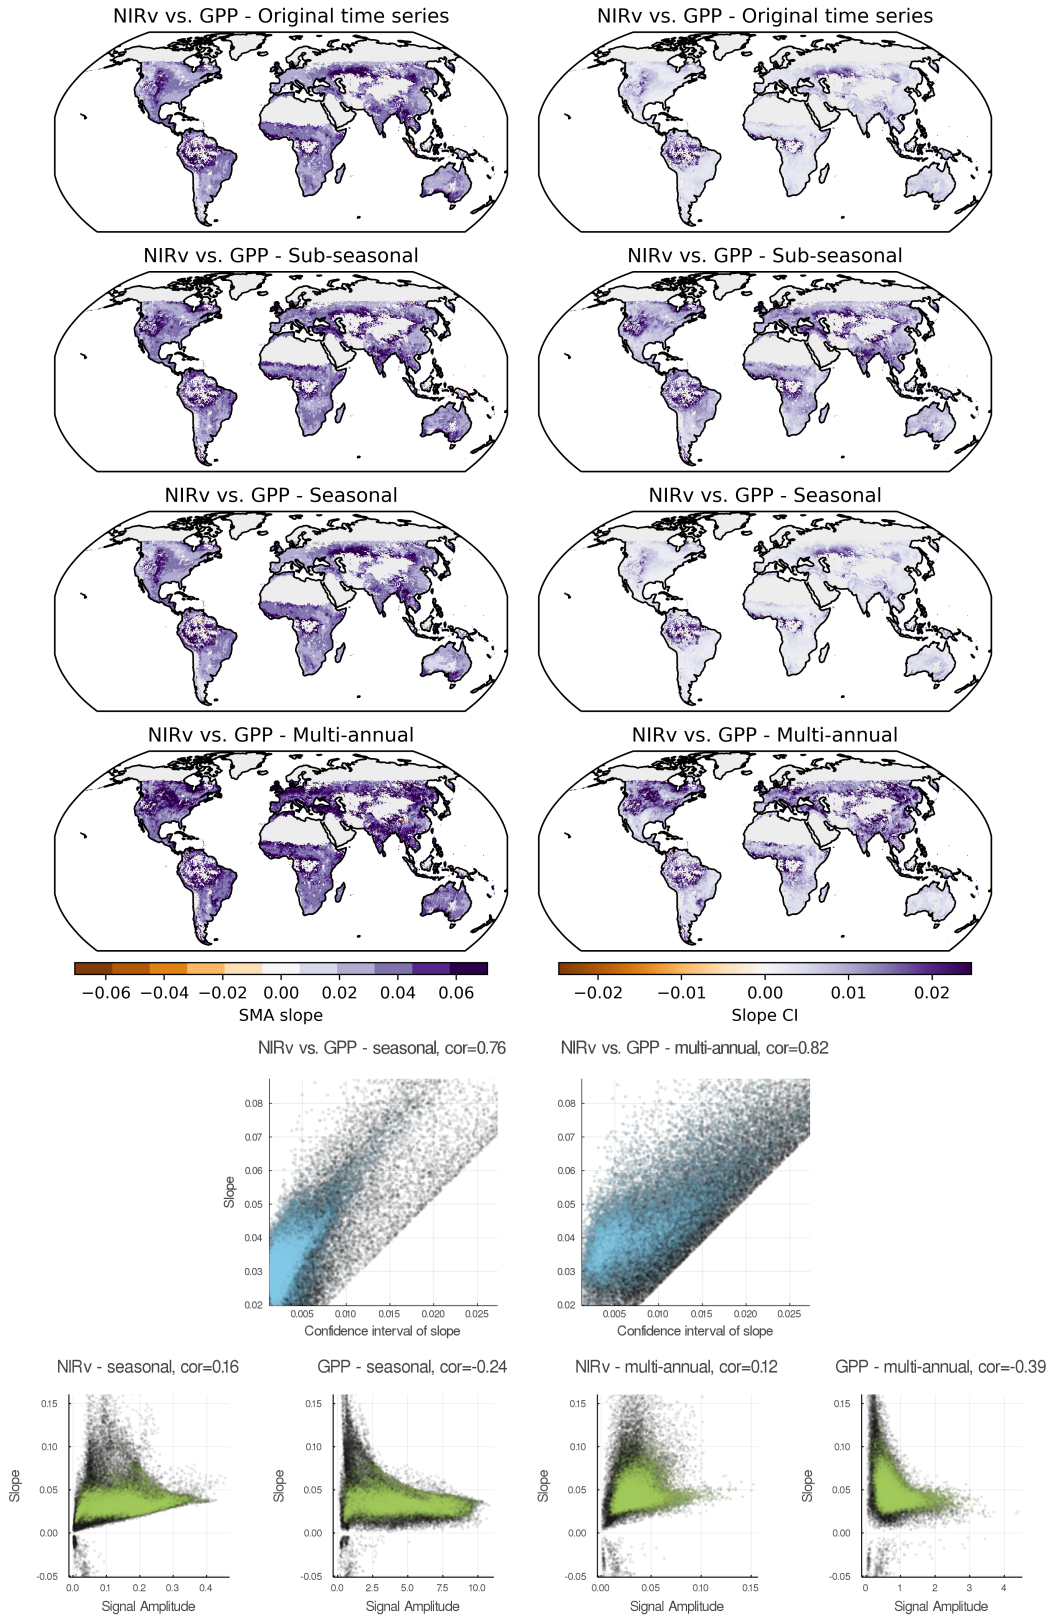 NIRv vs. GPP - Original time series
NIRv vs. GPP - Original time series
NIRv vs. GPP - Sub-seasonal
NIRv vs. GPP - Sub-seasonal
NIRv vs. GPP - Seasonal
NIRv vs. GPP - Seasonal
NIRv vs. GPP - Multi-annual
NIRv vs. GPP - Multi-annual
−0.06 −0.04 −0.02 0.00 0.02 0.04 0.06
SMA slope
−0.02 −0.01 0.00 0.01 0.02
Slope CI
NIRv vs. GPP - seasonal, cor=0.76
0.08
0.07
0.06
0.05
0.04
0.03
0.02
Slope
0.005 0.010 0.015 0.020 0.025
Confidence interval of slope
NIRv vs. GPP - multi-annual, cor=0.82
0.08
0.07
0.06
0.05
0.04
0.03
0.02
0.005 0.010 0.015 0.020 0.025
Confidence interval of slope
NIRv - seasonal, cor=0.16
0.15
0.10
0.05
0.00
-0.05
Slope
0.0 0.1 0.2 0.3 0.4
Signal Amplitude
GPP - seasonal, cor=-0.24
0.15
0.10
0.05
0.00
-0.05
Slope
0.0 2.5 5.0 7.5 10.0
Signal Amplitude
NIRv - multi-annual, cor=0.12
0.15
0.10
0.05
0.00
-0.05
Slope
0.00 0.05 0.10 0.15
Signal Amplitude
GPP - multi-annual, cor=-0.39
0.15
0.10
0.05
0.00
-0.05
Slope
0 1 2 3 4
Signal Amplitude